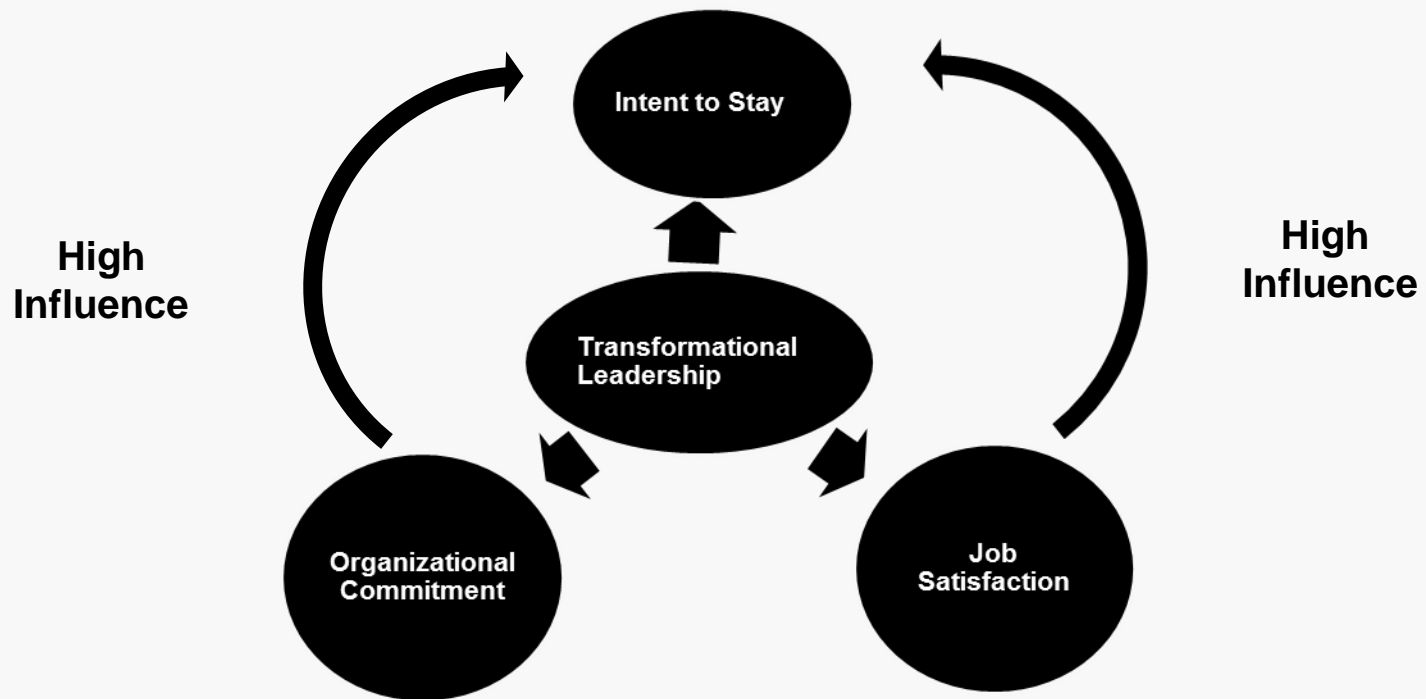 Intent to Stay
High
Influence
High
Influence
Transformational
Leadership
Organizational
Commitment
Job
Satisfaction